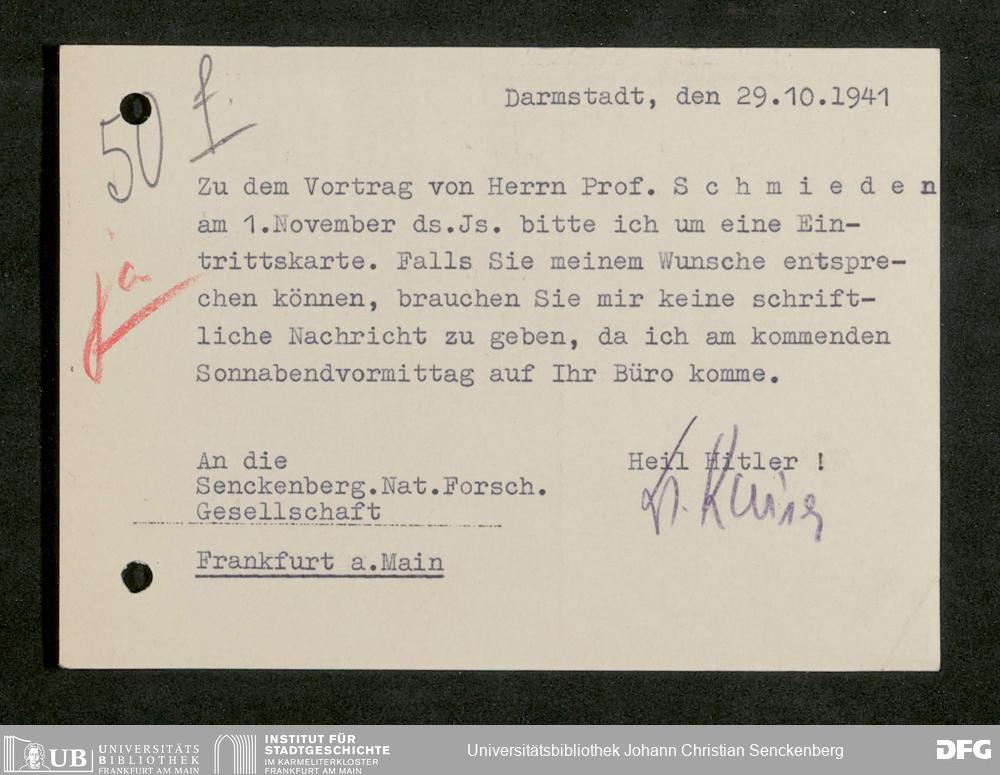 50 f.
Darmstadt, den 29.10.1941
Zu dem Vortrag von Herrn Prof. S c h m i e d e n
am 1.November ds.Js. bitte ich um eine Ein-
trittskarte. Falls Sie meinem Wunsche entspre-
chen können, brauchen Sie mir keine schrift-
liche Nachricht zu geben, da ich am kommenden
Sonnabendvormittag auf Ihr Büro komme.
ja
An die
Senckenberg.Nat.Forsch.
Gesellschaft
Frankfurt a.Main
Heil Hitler !
UB UNIVERSITÄTS
BIBLIOTHEK
FRANKFURT AM MAIN
INSTITUT FÜR
STADTGESCHICHTE
IM KARMELITERKLOSTER
FRANKFURT AM MAIN
Universitätsbibliothek Johann Christian Senckenberg
DFG